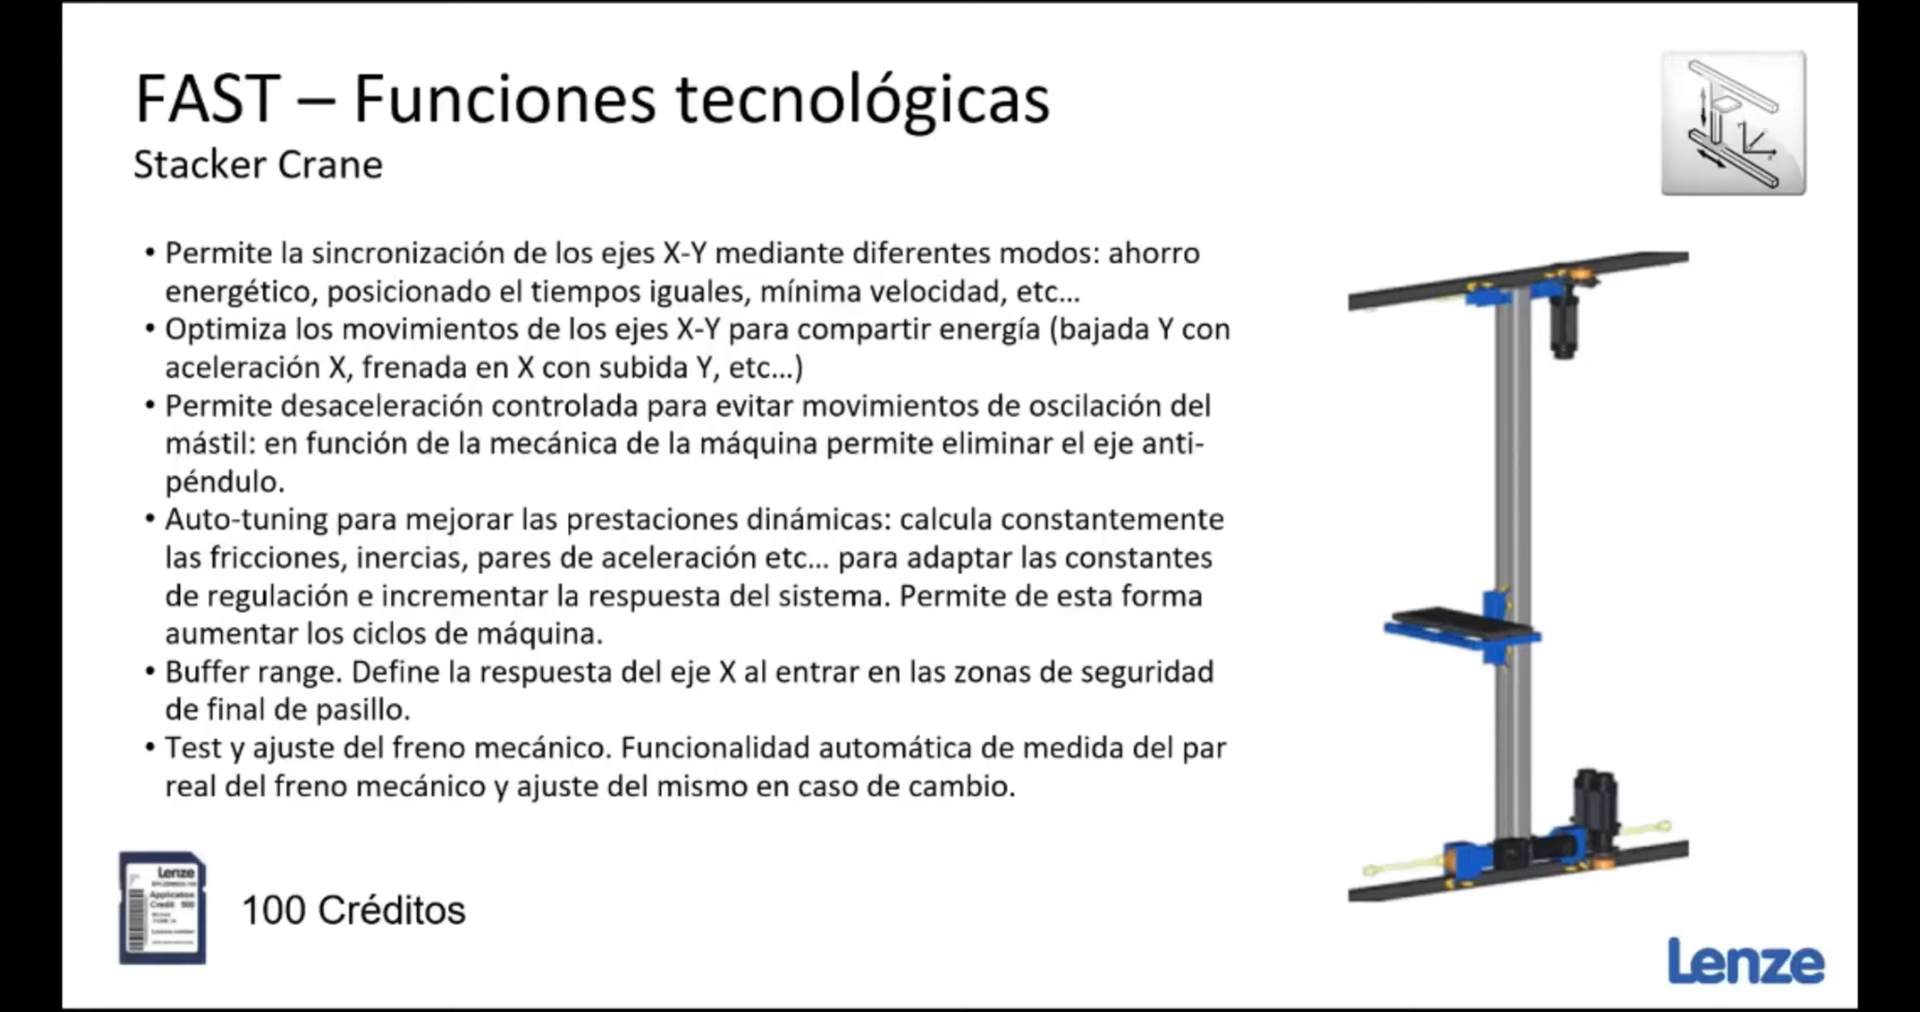 FAST – Funciones tecnológicas
Stacker Crane
• Permite la sincronización de los ejes X-Y mediante diferentes modos: ahorro
energético, posicionado el tiempos iguales, mínima velocidad, etc...
• Optimiza los movimientos de los ejes X-Y para compartir energía (bajada Y con
aceleración X, frenada en X con subida Y, etc...)
• Permite desaceleración controlada para evitar movimientos de oscilación del
mástil: en función de la mecánica de la máquina permite eliminar el eje anti-
péndulo.
• Auto-tuning para mejorar las prestaciones dinámicas: calcula constantemente
las fricciones, inercias, pares de aceleración etc... para adaptar las constantes
de regulación e incrementar la respuesta del sistema. Permite de esta forma
aumentar los ciclos de máquina.
• Buffer range. Define la respuesta del eje X al entrar en las zonas de seguridad
de final de pasillo.
• Test y ajuste del freno mecánico. Funcionalidad automática de medida del par
real del freno mecánico y ajuste del mismo en caso de cambio.
Lenze
Application
Credit 500
100 Créditos
Lenze